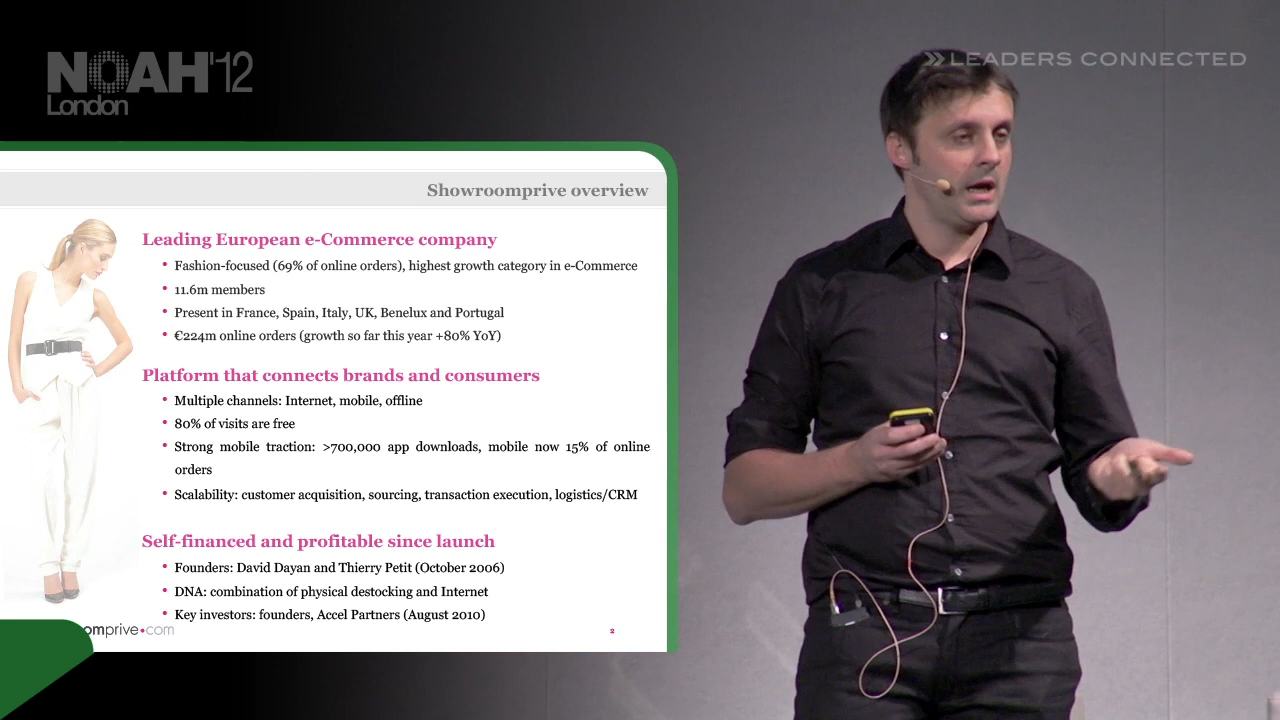 NOAH'12
London
LEADERS CONNECTED
Showroomprive overview
Leading European e-Commerce company
• Fashion-focused (69% of online orders), highest growth category in e-Commerce
• 11.6m members
• Present in France, Spain, Italy, UK, Benelux and Portugal
• €224m online orders (growth so far this year +80% YoY)
Platform that connects brands and consumers
• Multiple channels: Internet, mobile, offline
• 80% of visits are free
• Strong mobile traction: >700,000 app downloads, mobile now 15% of online
orders
• Scalability: customer acquisition, sourcing, transaction execution, logistics/CRM
Self-financed and profitable since launch
• Founders: David Dayan and Thierry Petit (October 2006)
• DNA: combination of physical destocking and Internet
• Key investors: founders, Accel Partners (August 2010)
omprive•com
2